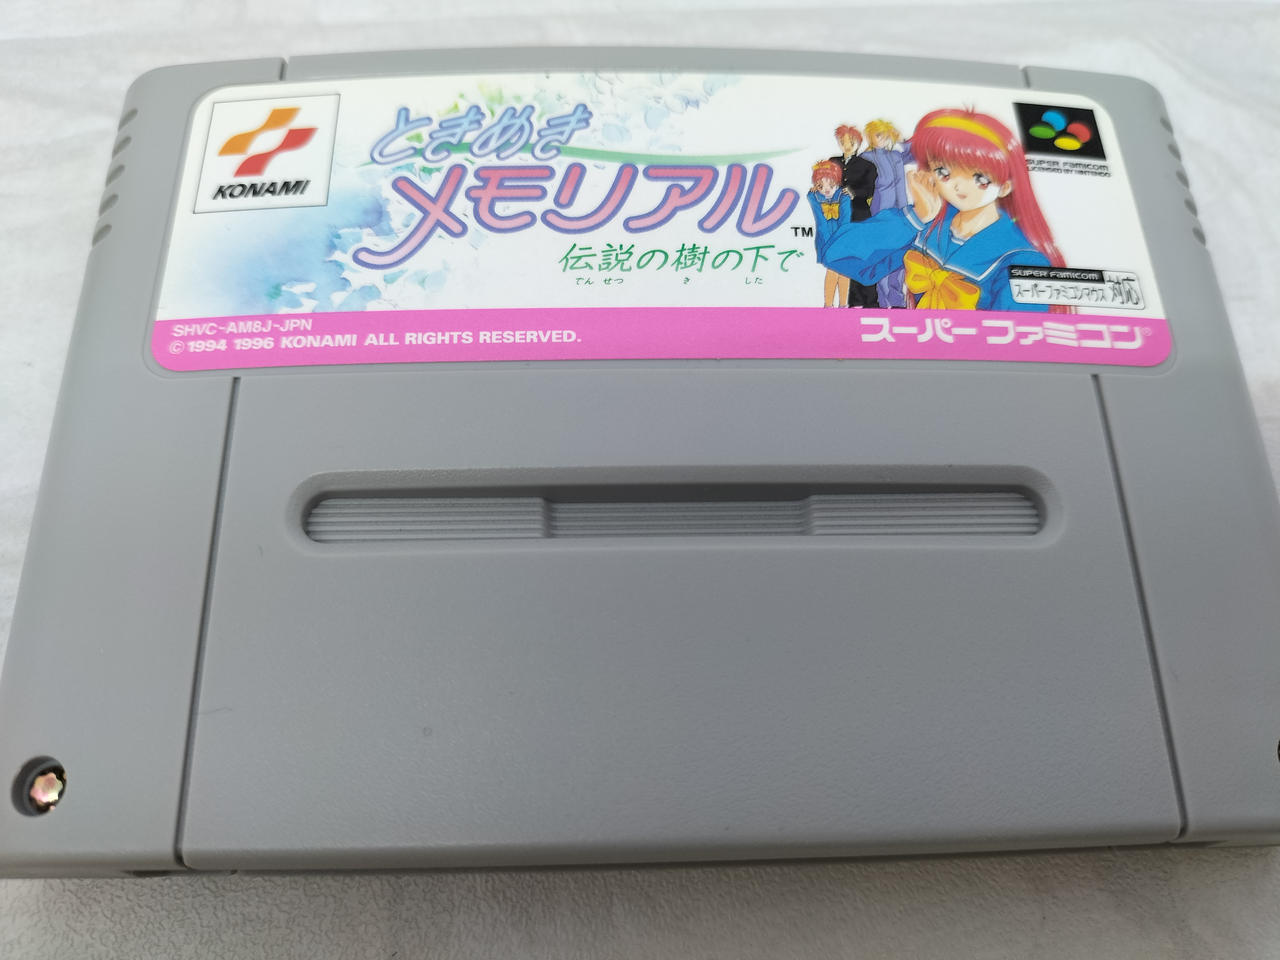 KONAMI
ときめき
メモリアル™
伝説の樹の下で
でんせつ き した
SUPER FAMICOM
LICENSED BY NINTENDO
SUPER FAMICOM
スーパーファミコンマウス 対応
SHVC-AM8J-JPN
© 1994 1996 KONAMI ALL RIGHTS RESERVED.
スーパーファミコン®